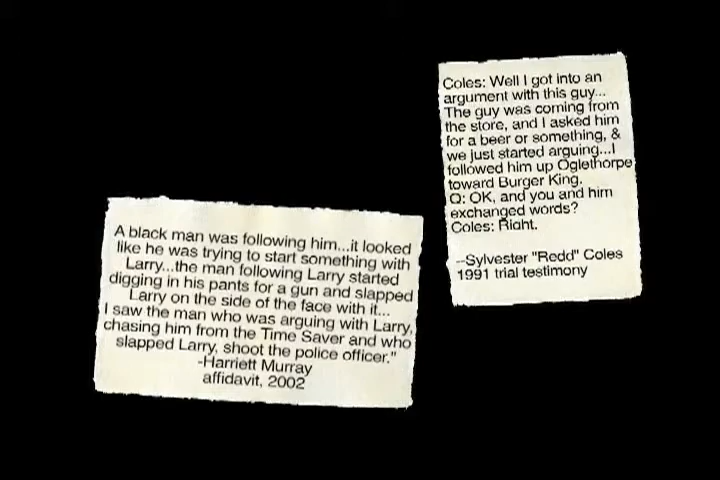 Coles: Well I got into an
argument with this guy...
The guy was coming from
the store, and I asked him
for a beer or something, &
we just started arguing...I
followed him up Oglethorpe
toward Burger King.
Q: OK, and you and him
exchanged words?
Coles: Right.
--Sylvester "Redd" Coles
1991 trial testimony
A black man was following him...it looked
like he was trying to start something with
Larry...the man following Larry started
digging in his pants for a gun and slapped
Larry on the side of the face with it...
I saw the man who was arguing with Larry,
chasing him from the Time Saver and who
slapped Larry, shoot the police officer."
-Harriett Murray
affidavit, 2002